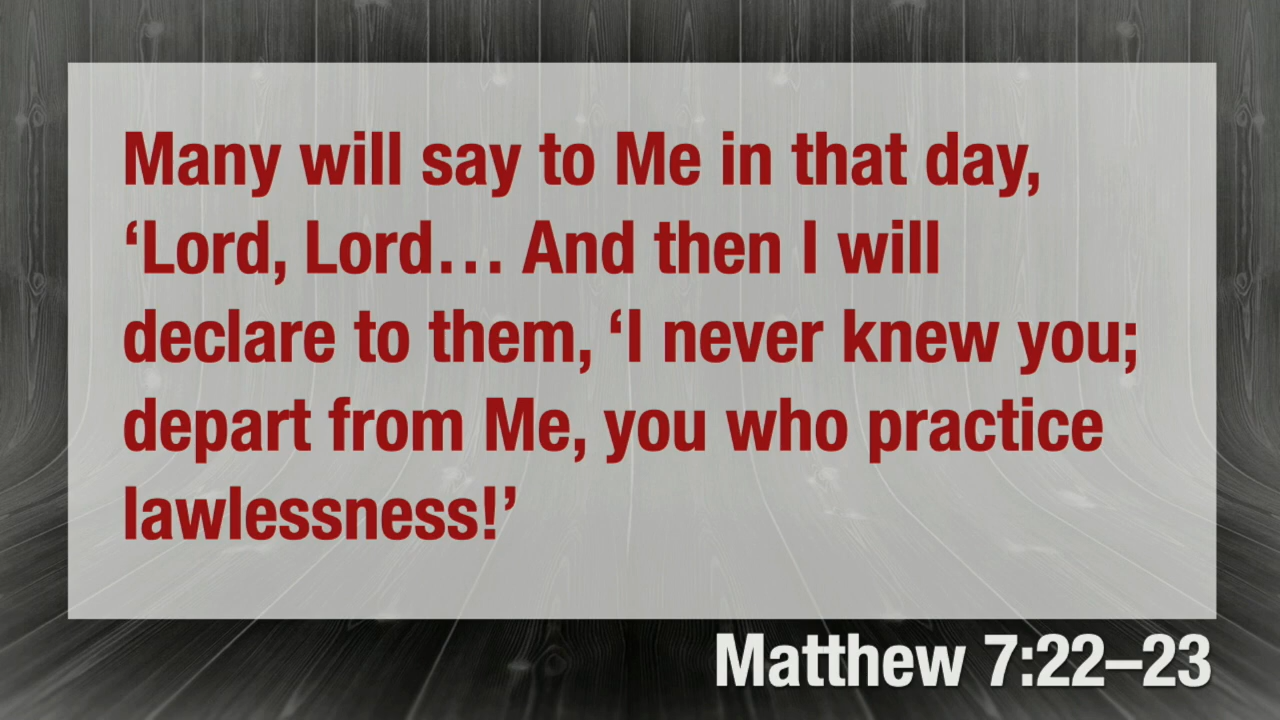 Many will say to Me in that day,
‘Lord, Lord… And then I will
declare to them, ‘I never knew you;
depart from Me, you who practice
lawlessness!’
Matthew 7:22–23